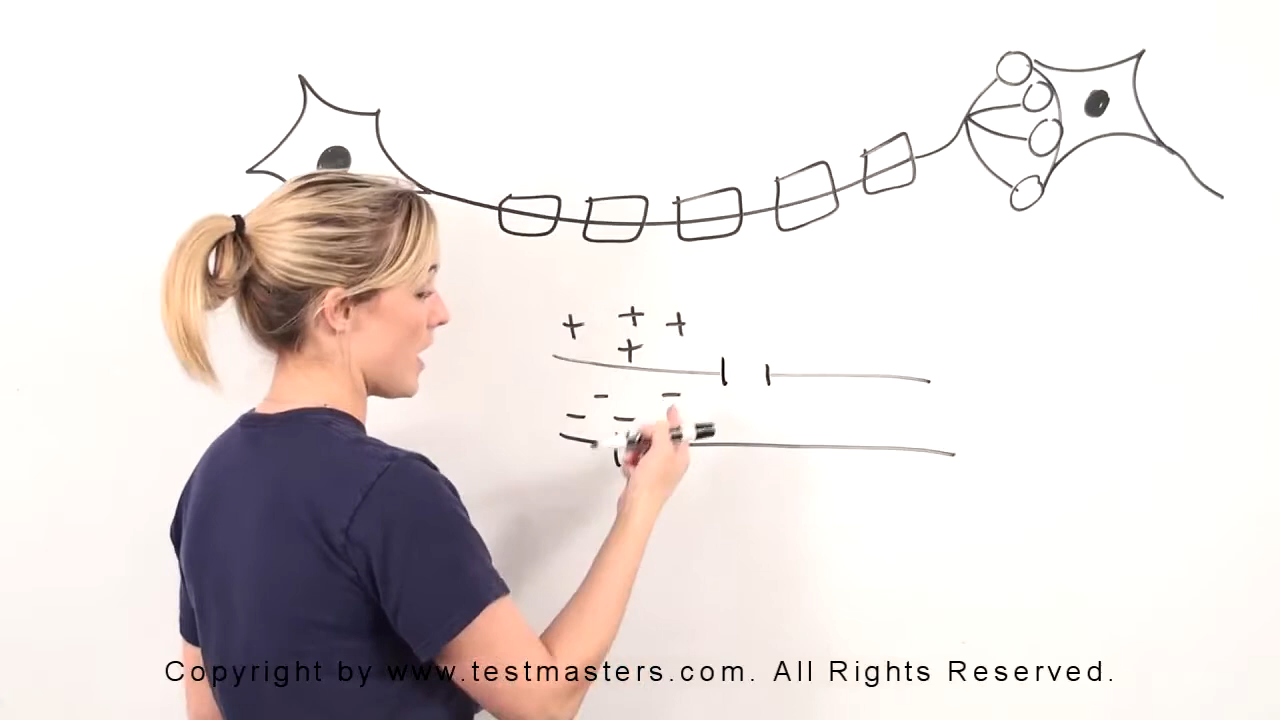 + + +
+
- -
- -
Copyright by www.testmasters.com. All Rights Reserved.